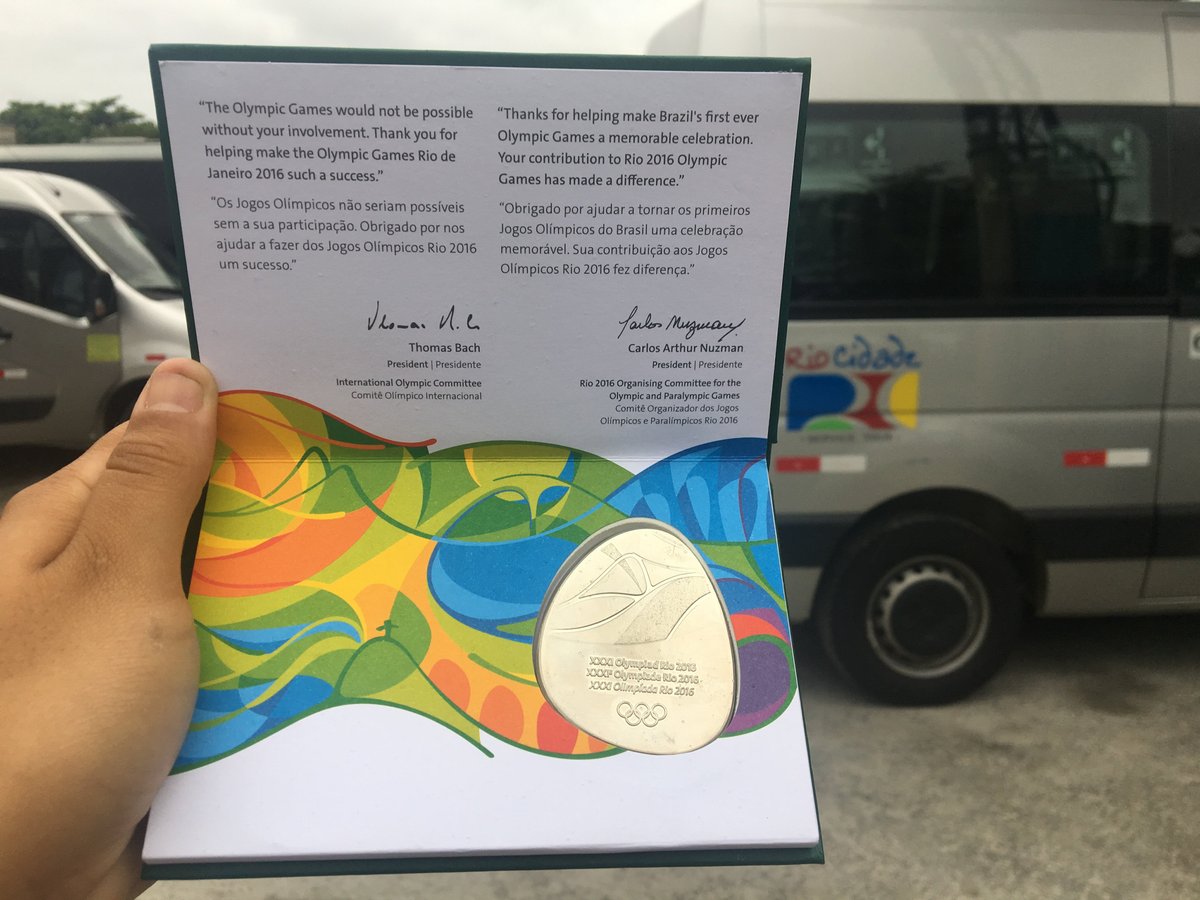 “The Olympic Games would not be possible
without your involvement. Thank you for
helping make the Olympic Games Rio de
Janeiro 2016 such a success.”
“Os Jogos Olímpicos não seriam possíveis
sem a sua participação. Obrigado por nos
ajudar a fazer dos Jogos Olímpicos Rio 2016
um sucesso.”
Thomas Bach
President | Presidente
International Olympic Committee
Comitê Olímpico Internacional
“Thanks for helping make Brazil's first ever
Olympic Games a memorable celebration.
Your contribution to Rio 2016 Olympic
Games has made a difference.”
“Obrigado por ajudar a tornar os primeiros
Jogos Olímpicos do Brasil uma celebração
memorável. Sua contribuição aos Jogos
Olímpicos Rio 2016 fez diferença.”
Carlos Nuzman
Carlos Arthur Nuzman
President | Presidente
Rio 2016 Organising Committee for the
Olympic and Paralympic Games
Comitê Organizador dos Jogos
Olímpicos e Paralímpicos Rio 2016
XXXI Olympiad Rio 2016
XXXIᵉ Olympiade Rio 2016
XXXI Olimpíada Rio 2016
Rio Cidade